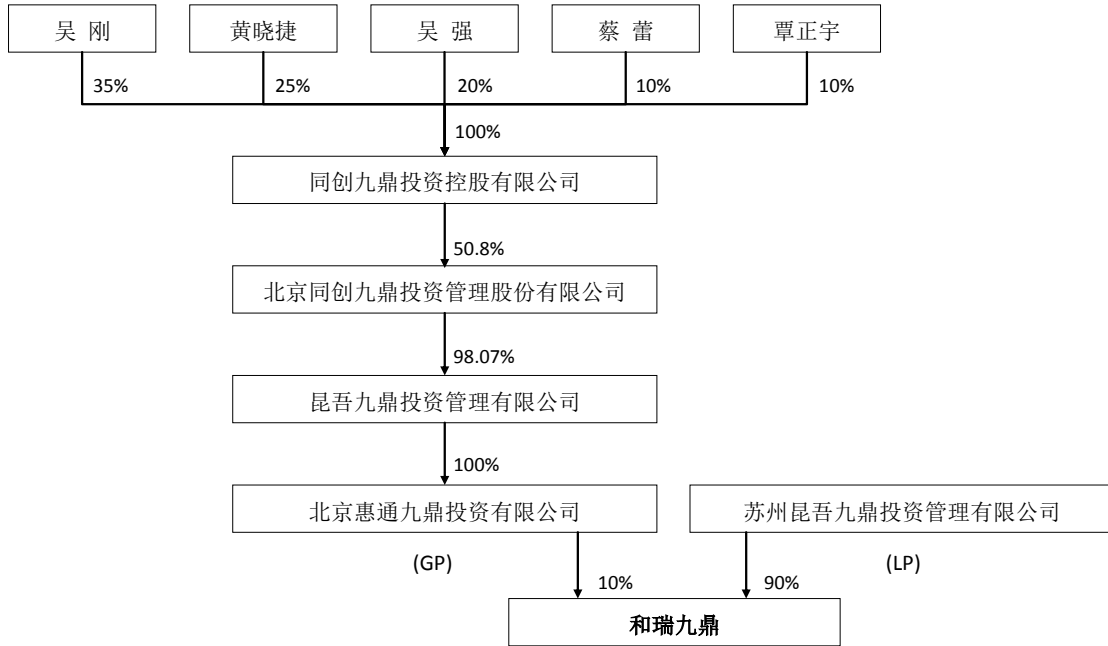 吴 刚
黄晓捷
吴 强
蔡 蕾
覃正宇
35%
25%
20%
10%
10%
100%
同创九鼎投资控股有限公司
50.8%
北京同创九鼎投资管理股份有限公司
98.07%
昆吾九鼎投资管理有限公司
100%
北京惠通九鼎投资有限公司
苏州昆吾九鼎投资管理有限公司
(GP)
(LP)
10%
90%
和瑞九鼎